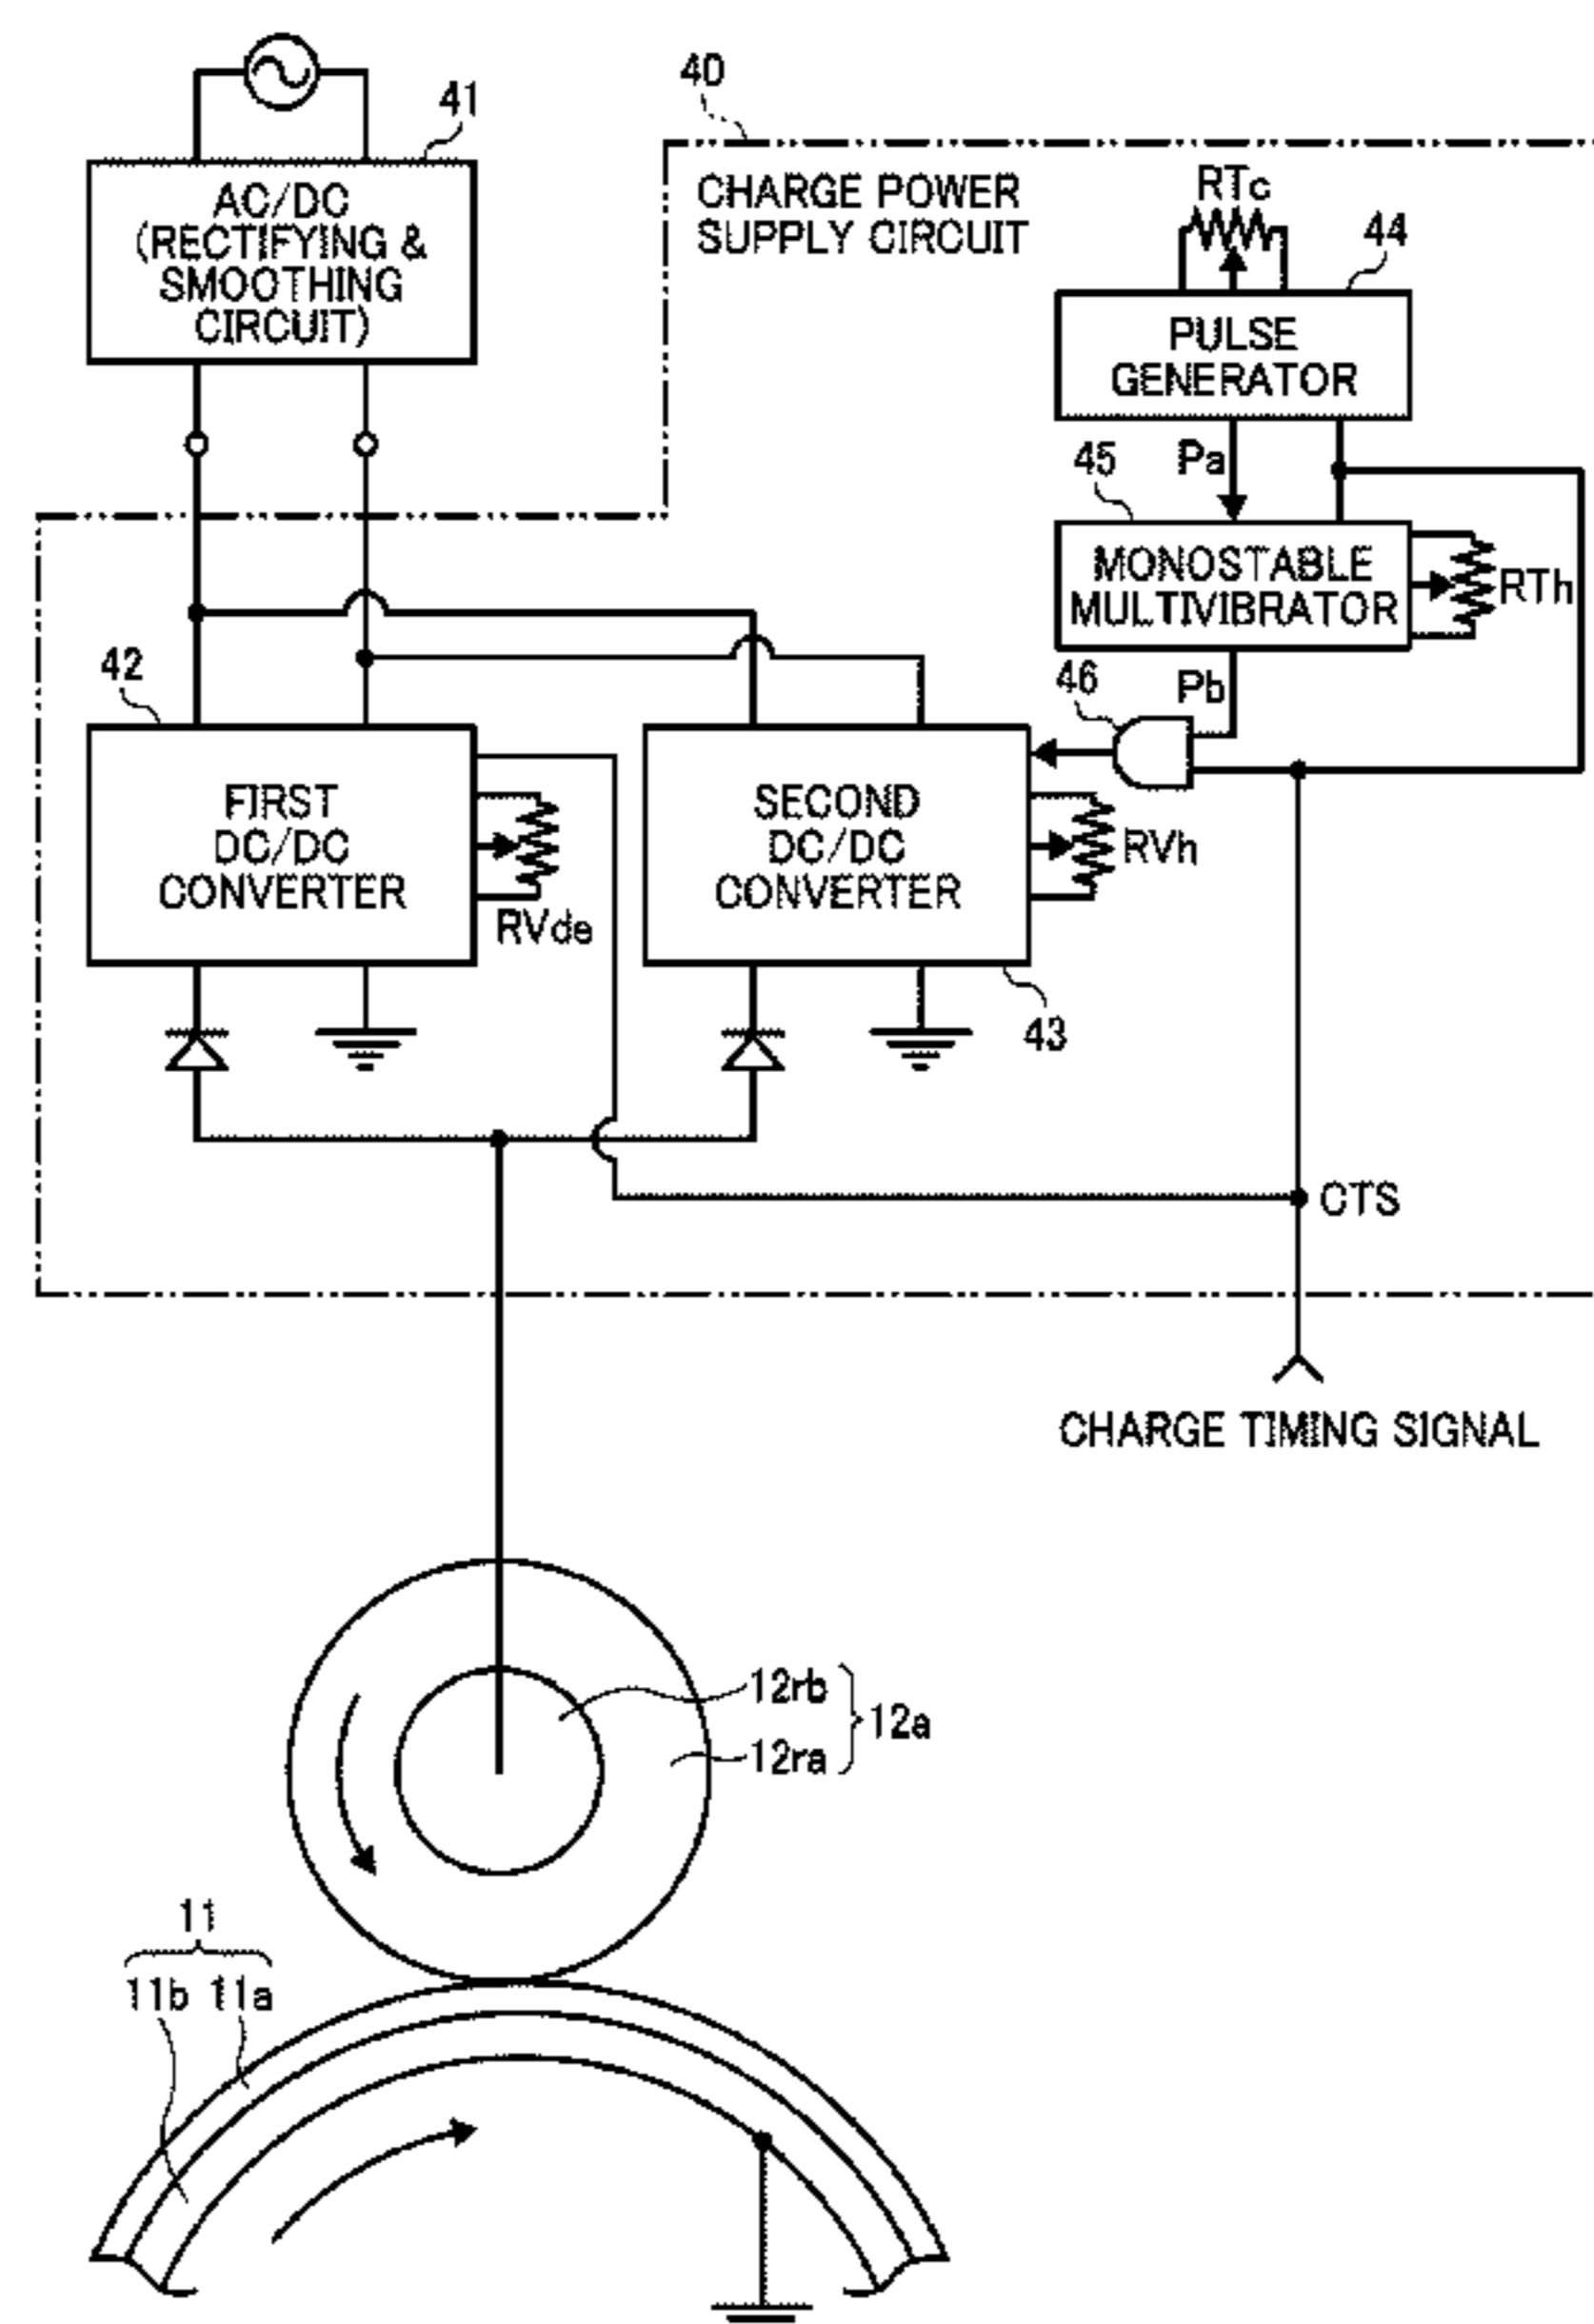 41
AC/DC
(RECTIFYING &
SMOOTHING
CIRCUIT)
40
CHARGE POWER
SUPPLY CIRCUIT
RTc
44
PULSE
GENERATOR
Pa
45
MONOSTABLE
MULTIVIBRATOR
RTh
Pb
46
42
FIRST
DC/DC
CONVERTER
RVde
SECOND
DC/DC
CONVERTER
RVh
43
CTS
CHARGE TIMING SIGNAL
12rb
12ra
12a
11
11b 11a